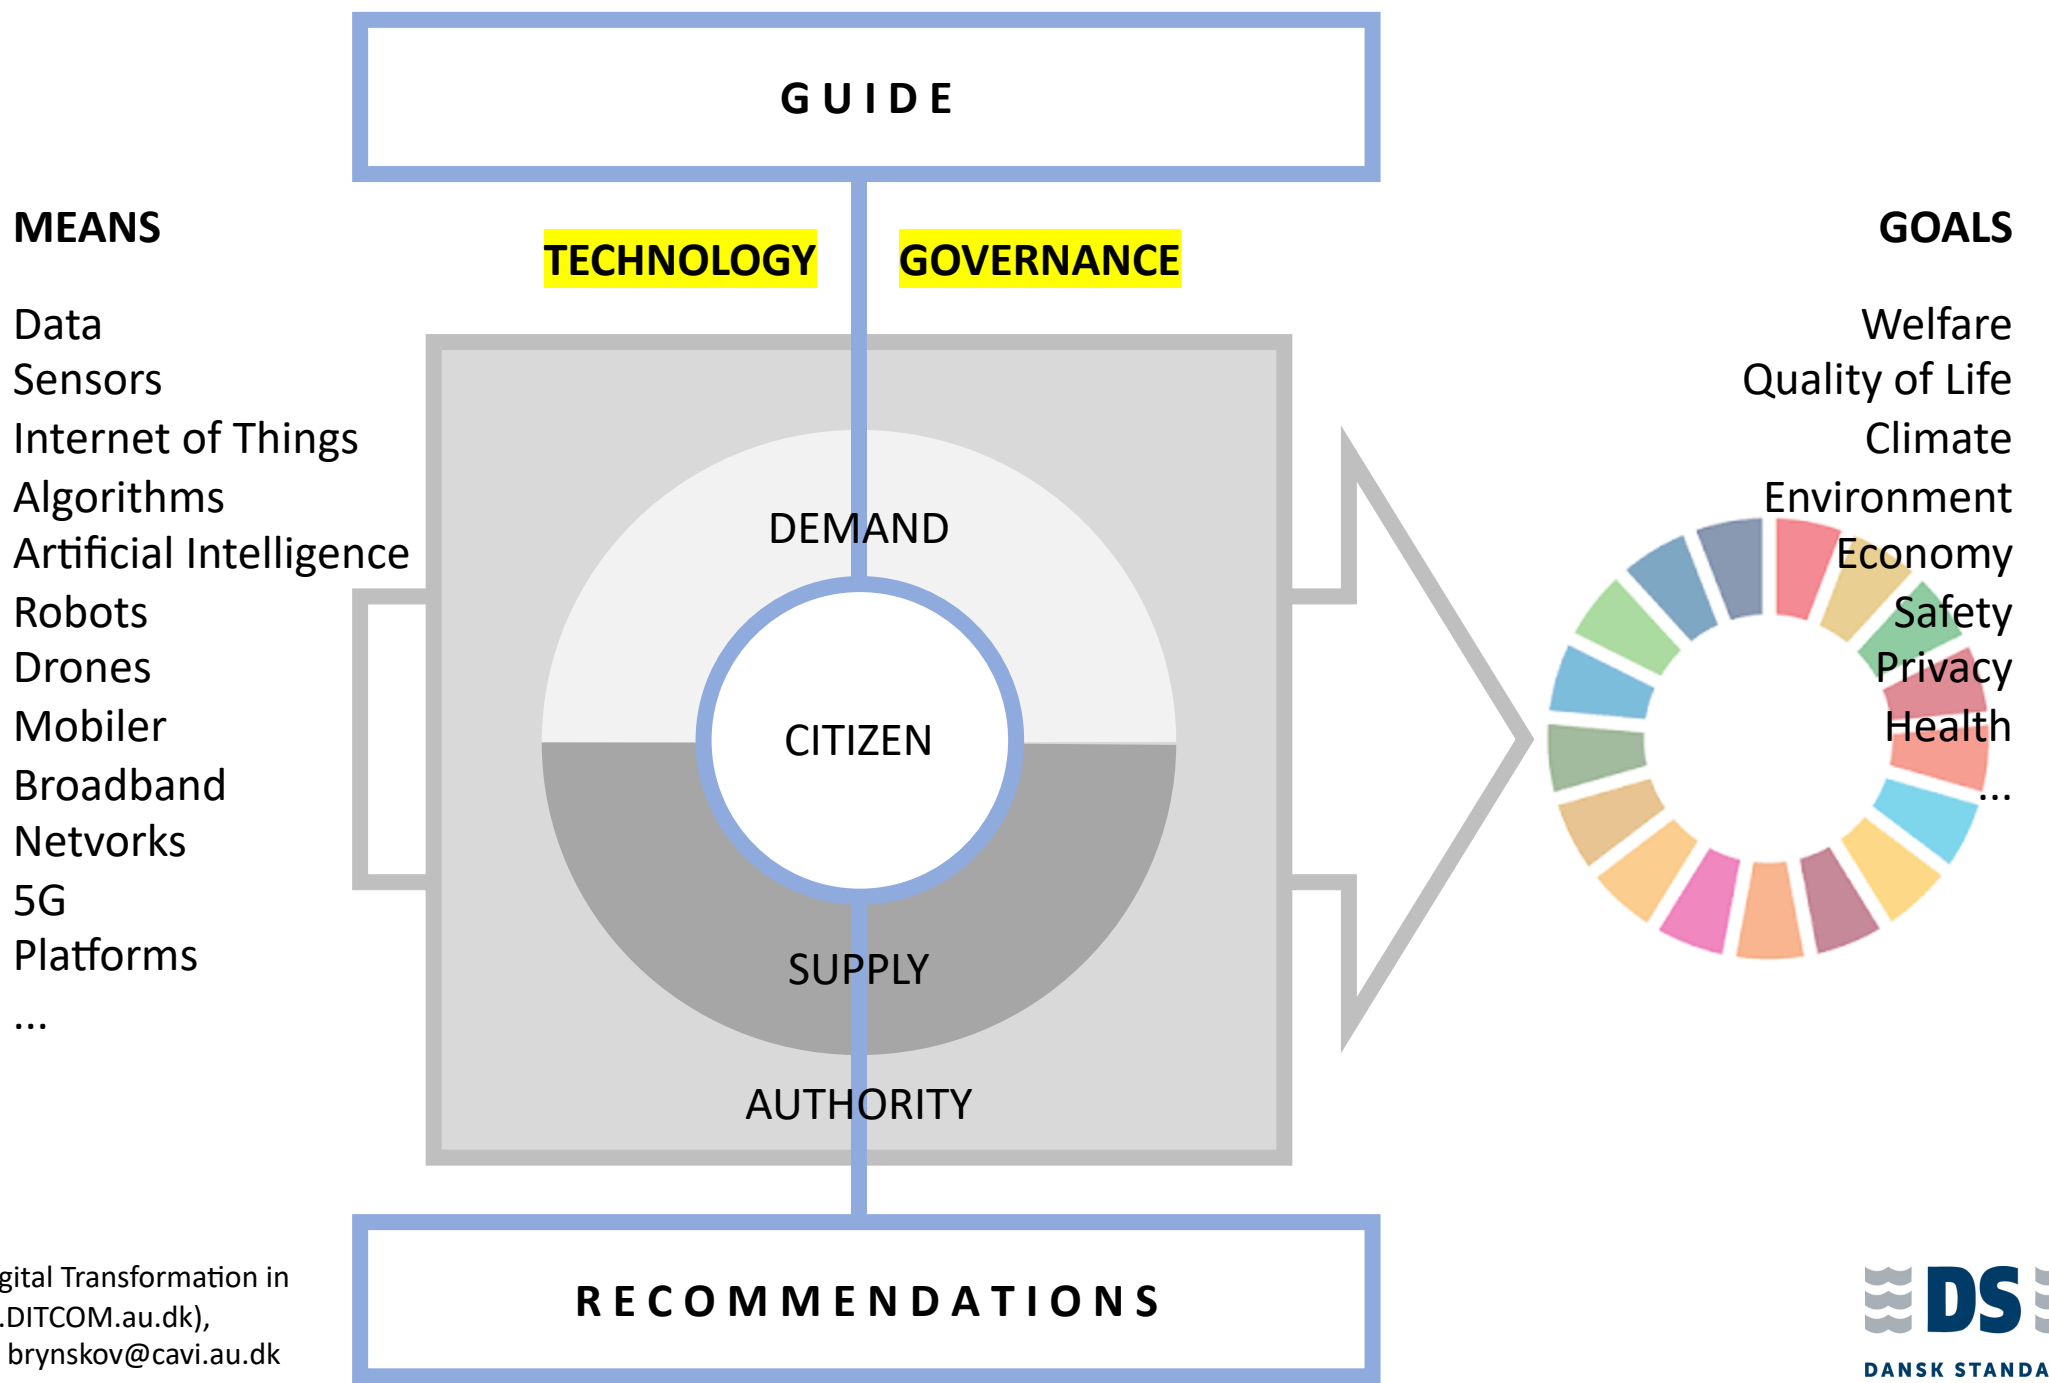 GUIDE
MEANS
TECHNOLOGY GOVERNANCE
GOALS
Data
Sensors
Internet of Things
Algorithms
Artificial Intelligence
Robots
Drones
Mobiler
Broadband
Netvorks
5G
Platforms
...
DEMAND
CITIZEN
SUPPLY
AUTHORITY
Welfare
Quality of Life
Climate
Environment
Economy
Safety
Privacy
Health
...
RECOMMENDATIONS
gital Transformation in
.DITCOM.au.dk),
brynskov@cavi.au.dk
DS
DANSK STANDA